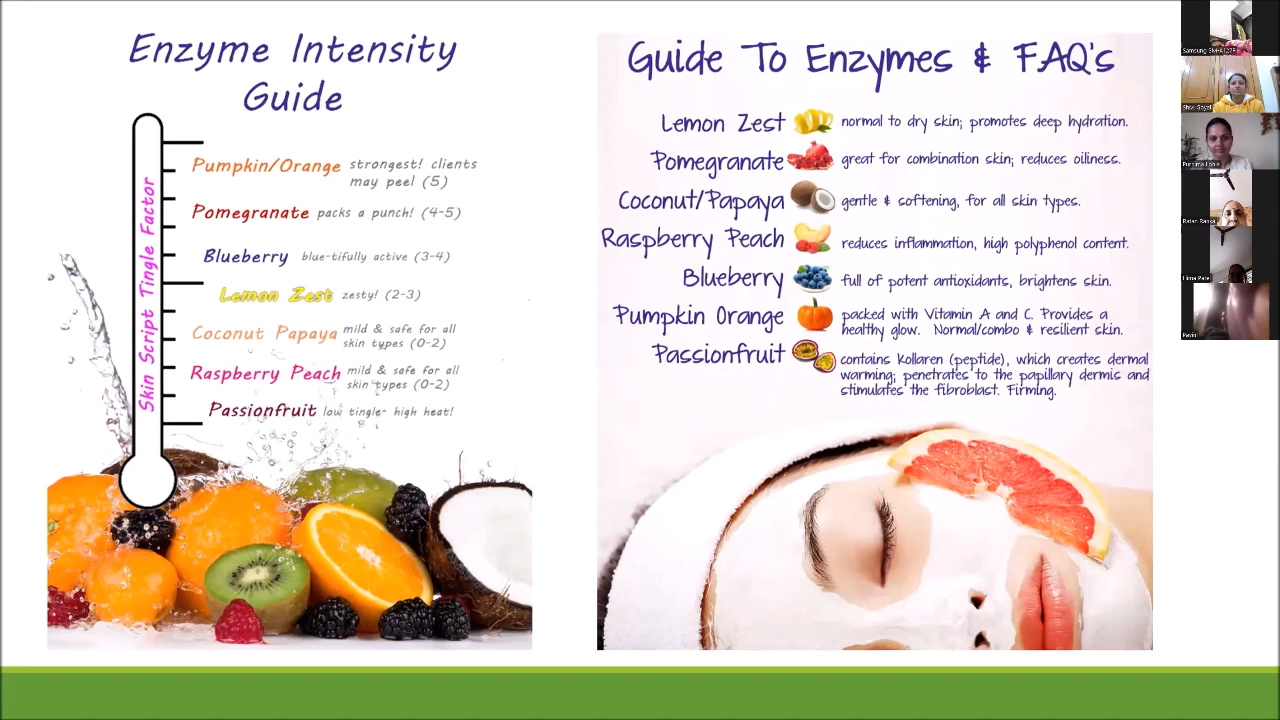 Enzyme Intensity
Guide
Skin Script Tingle Factor
Pumpkin/Orange strongest! clients
may peel (5)
Pomegranate packs a punch! (4-5)
Blueberry blue-tifully active (3-4)
Lemon Zest zesty! (2-3)
Coconut Papaya mild & safe for all
skin types (0-2)
Raspberry Peach mild & safe for all
skin types (0-2)
Passionfruit low tingle- high heat!
Guide To Enzymes & FAQ's
Lemon Zest normal to dry skin; promotes deep hydration.
Pomegranate great for combination skin; reduces oiliness.
Coconut/Papaya gentle & softening, for all skin types.
Raspberry Peach reduces inflammation, high polyphenol content.
Blueberry full of potent antioxidants, brightens skin.
Pumpkin Orange packed with Vitamin A and C. Provides a
healthy glow. Normal/combo & resilient skin.
Passionfruit contains Kollaren (peptide), which creates dermal
warming; penetrates to the papillary dermis and
stimulates the fibroblast. Firming.
Samsung
Goyal
Purnima
Ratan Ranka
Patel